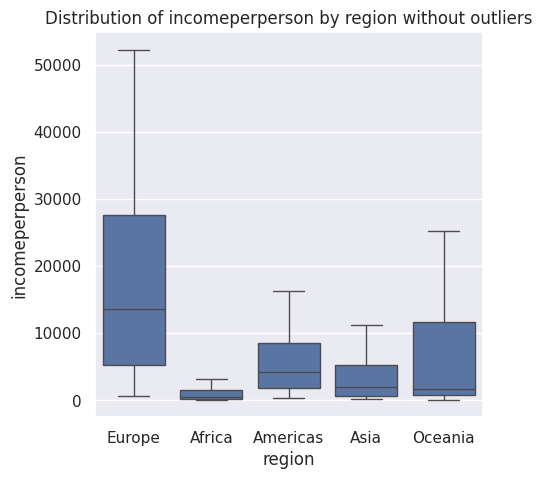 Distribution of incomeperperson by region without outliers
50000
40000
30000
20000
10000
0
incomeperperson
Europe Africa Americas Asia Oceania
region